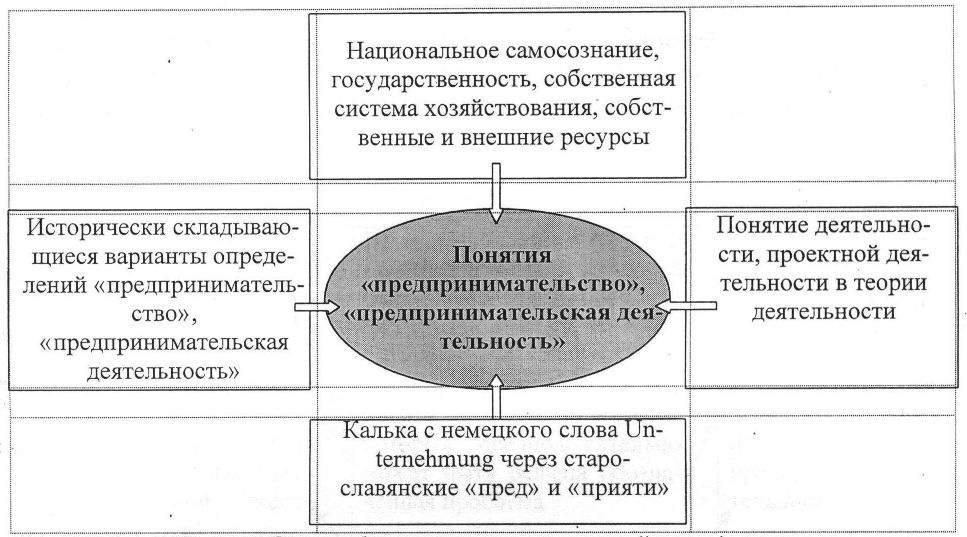 Национальное самосознание,
государственность, собственная
система хозяйствования, собст-
венные и внешние ресурсы
Исторически складываю-
щиеся варианты опреде-
лений «предприниматель-
ство»,
«предпринимательская
деятельность»
Понятия
«предпринимательство»,
«предпринимательская дея-
тельность»
Понятие деятельно-
сти, проектной дея-
тельности в теории
деятельности
Калька с немецкого слова Un-
ternehmung через старо-
славянские «пред» и «прияти»